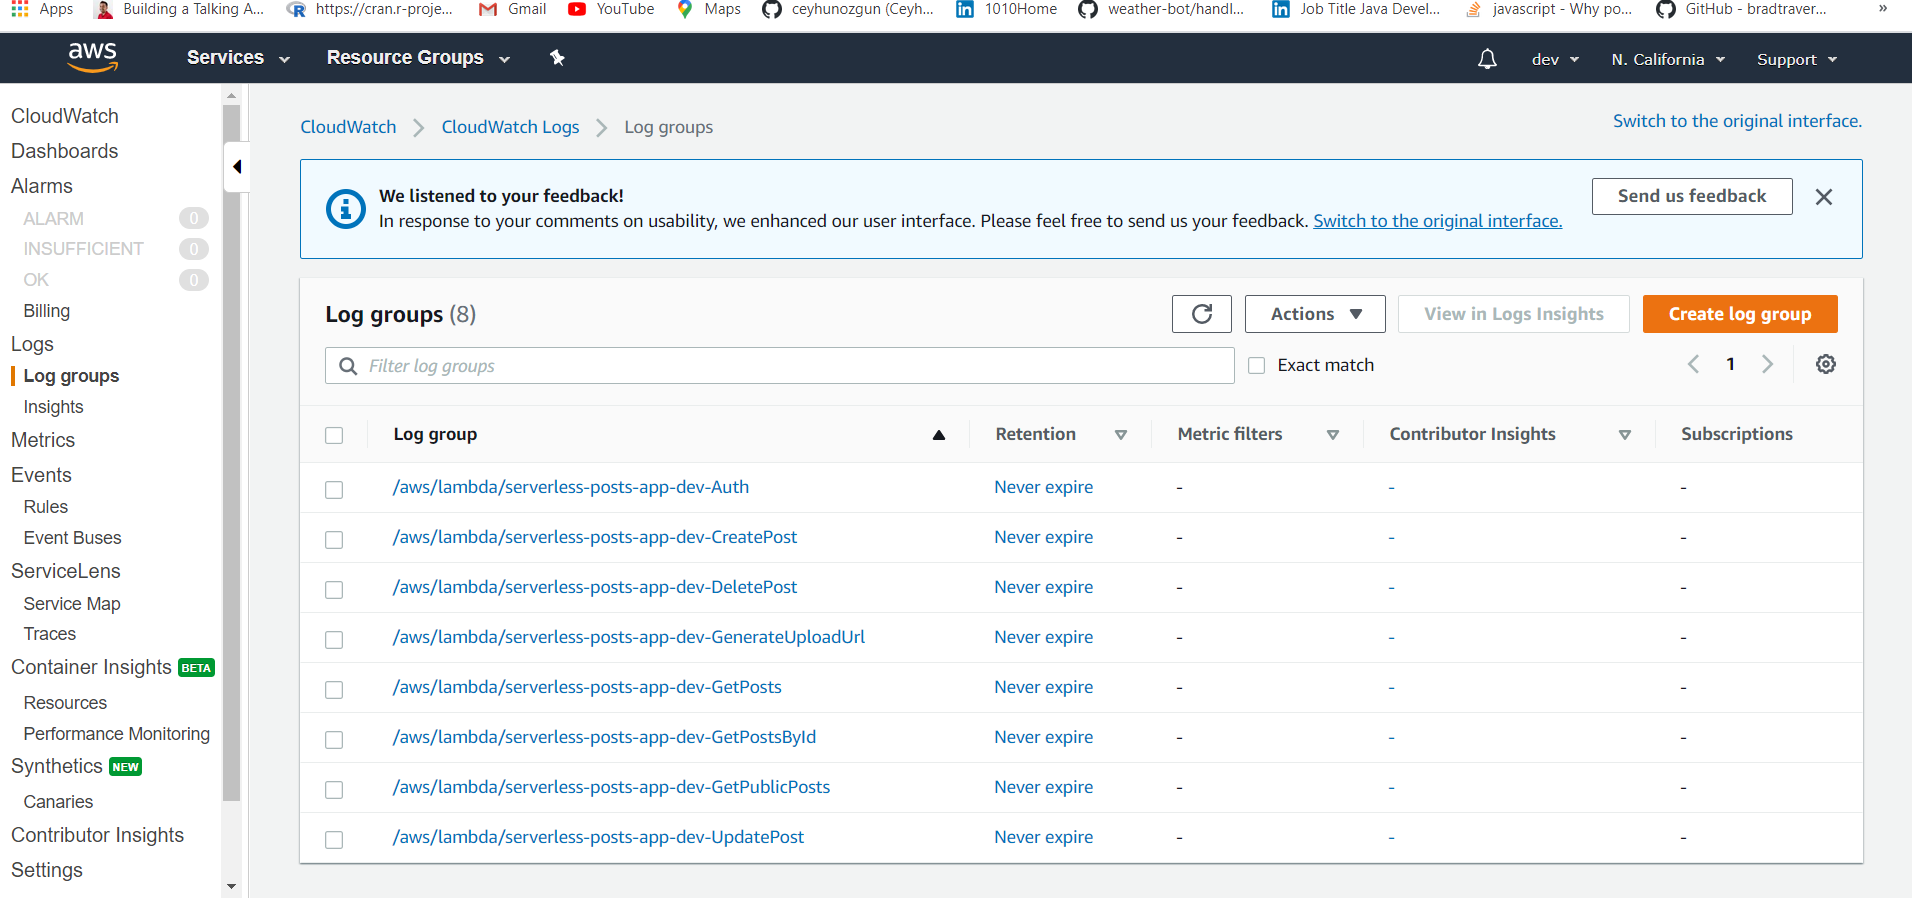 Apps Building a Talking A... https://cran.r-proje... Gmail YouTube Maps ceyhunozgun (Ceyh... 1010Home weather-bot/handl... Job Title Java Devel... javascript - Why po... GitHub - bradtraver... »
aws Services Resource Groups dev N. California Support
CloudWatch
Dashboards
Alarms
ALARM 0
INSUFFICIENT 0
OK 0
Billing
Logs
Log groups
Insights
Metrics
Events
Rules
Event Buses
ServiceLens
Service Map
Traces
Container Insights BETA
Resources
Performance Monitoring
Synthetics NEW
Canaries
Contributor Insights
Settings
CloudWatch CloudWatch Logs Log groups
Switch to the original interface.
We listened to your feedback!
In response to your comments on usability, we enhanced our user interface. Please feel free to send us your feedback. Switch to the original interface.
Send us feedback
Log groups (8)
Actions View in Logs Insights Create log group
Filter log groups Exact match 1
Log group Retention Metric filters Contributor Insights Subscriptions
/aws/lambda/serverless-posts-app-dev-Auth Never expire - - -
/aws/lambda/serverless-posts-app-dev-CreatePost Never expire - - -
/aws/lambda/serverless-posts-app-dev-DeletePost Never expire - - -
/aws/lambda/serverless-posts-app-dev-GenerateUploadUrl Never expire - - -
/aws/lambda/serverless-posts-app-dev-GetPosts Never expire - - -
/aws/lambda/serverless-posts-app-dev-GetPostsById Never expire - - -
/aws/lambda/serverless-posts-app-dev-GetPublicPosts Never expire - - -
/aws/lambda/serverless-posts-app-dev-UpdatePost Never expire - - -